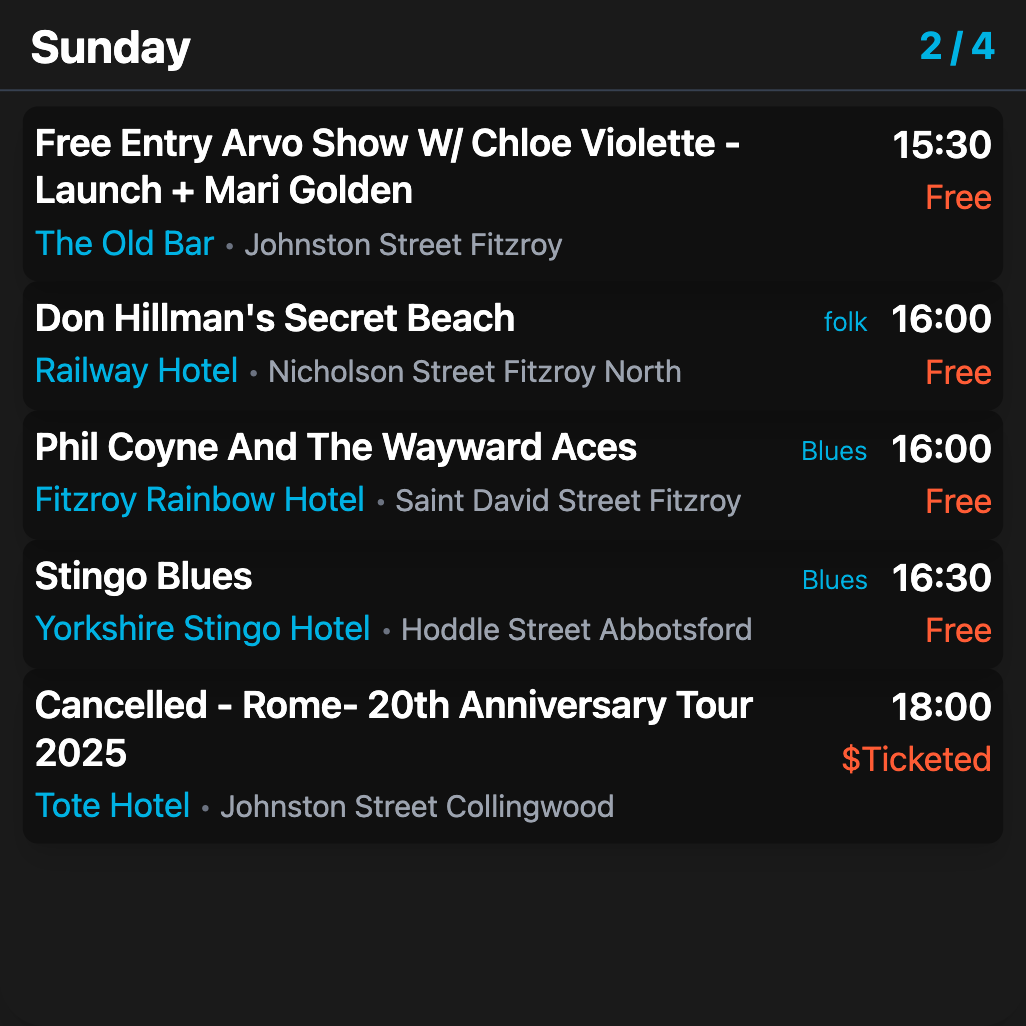 Sunday 2 / 4
Free Entry Arvo Show W/ Chloe Violette - 15:30
Launch + Mari Golden Free
The Old Bar • Johnston Street Fitzroy
Don Hillman's Secret Beach folk 16:00
Railway Hotel • Nicholson Street Fitzroy North Free
Phil Coyne And The Wayward Aces Blues 16:00
Fitzroy Rainbow Hotel • Saint David Street Fitzroy Free
Stingo Blues Blues 16:30
Yorkshire Stingo Hotel • Hoddle Street Abbotsford Free
Cancelled - Rome- 20th Anniversary Tour 18:00
2025 $Ticketed
Tote Hotel • Johnston Street Collingwood